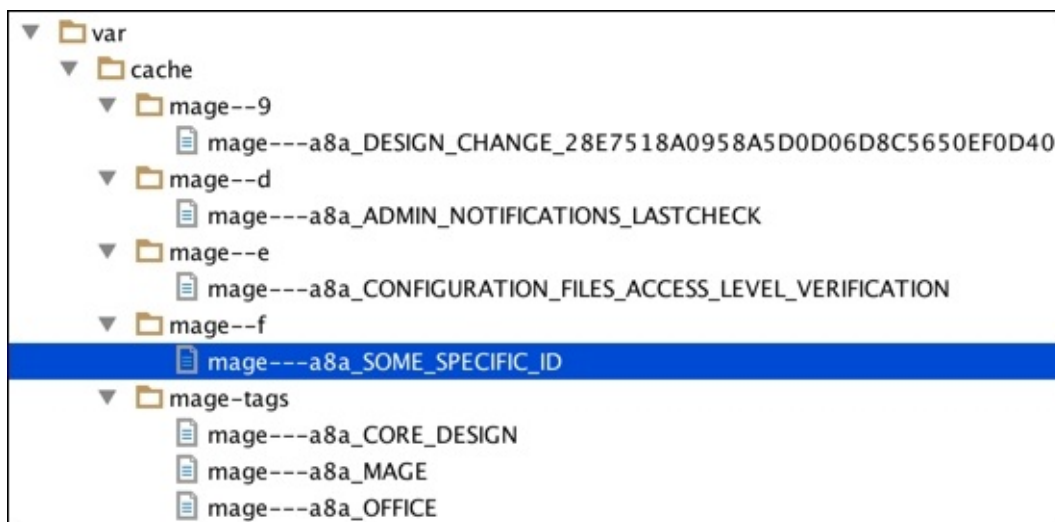 var
cache
mage--9
mage---a8a_DESIGN_CHANGE_28E7518A0958A5D0D06D8C5650EF0D40
mage--d
mage---a8a_ADMIN_NOTIFICATIONS_LASTCHECK
mage--e
mage---a8a_CONFIGURATION_FILES_ACCESS_LEVEL_VERIFICATION
mage--f
mage---a8a_SOME_SPECIFIC_ID
mage-tags
mage---a8a_CORE_DESIGN
mage---a8a_MAGE
mage---a8a_OFFICE